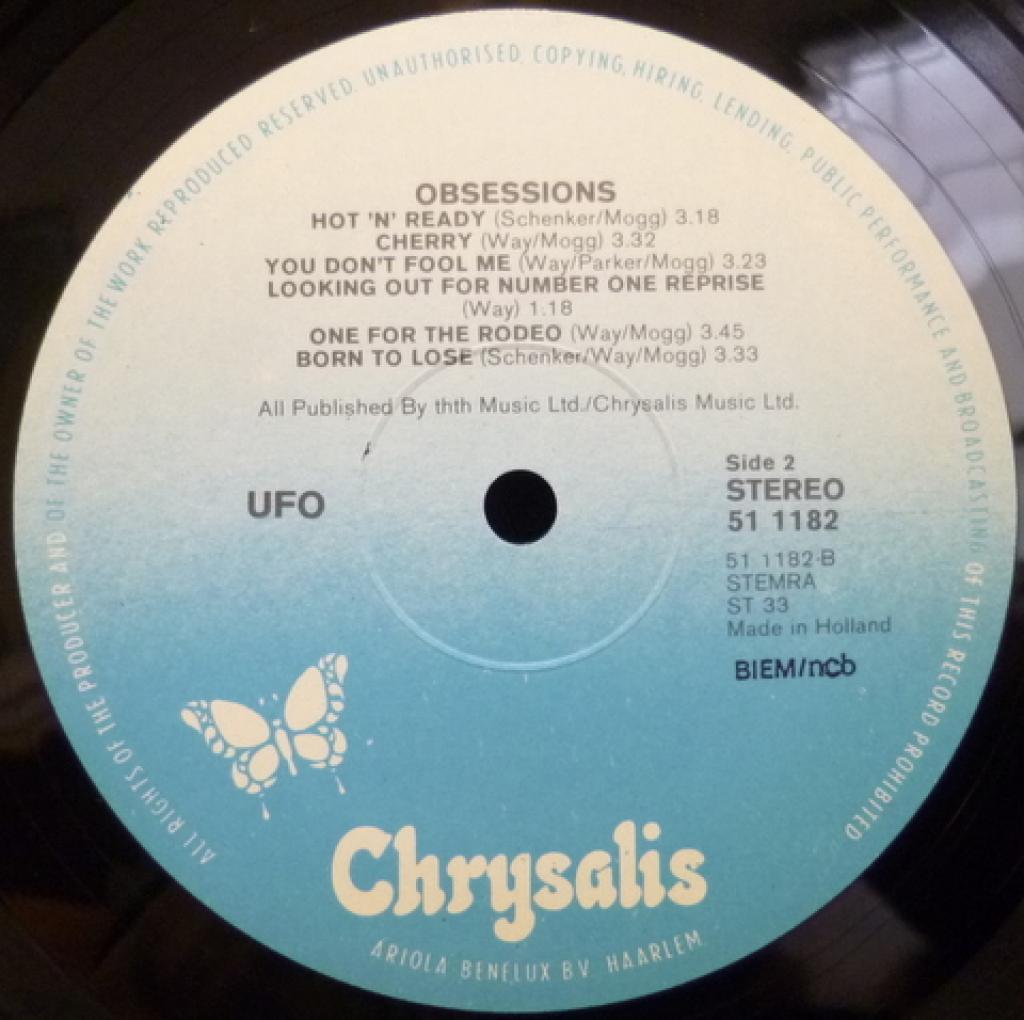 ALL RIGHTS OF THE PRODUCER AND OF THE OWNER OF THE WORK REPRODUCED RESERVED. UNAUTHORISED. COPYING, HIRING, LENDING, PUBLIC PERFORMANCE AND BROADCASTING OF THIS RECORD PROHIBITED
OBSESSIONS
HOT 'N' READY (Schenker/Mogg) 3.18
CHERRY (Way/Mogg) 3.32
YOU DON'T FOOL ME (Way/Parker/Mogg) 3.23
LOOKING OUT FOR NUMBER ONE REPRISE
(Way) 1.18
ONE FOR THE RODEO (Way/Mogg) 3.45
BORN TO LOSE (Schenker/Way/Mogg) 3.33
All Published By thth Music Ltd./Chrysalis Music Ltd.
UFO
Side 2
STEREO
51 1182
51 1182-B
STEMRA
ST 33
Made in Holland
BIEM/ncb
Chrysalis
ARIOLA BENELUX B.V. HAARLEM